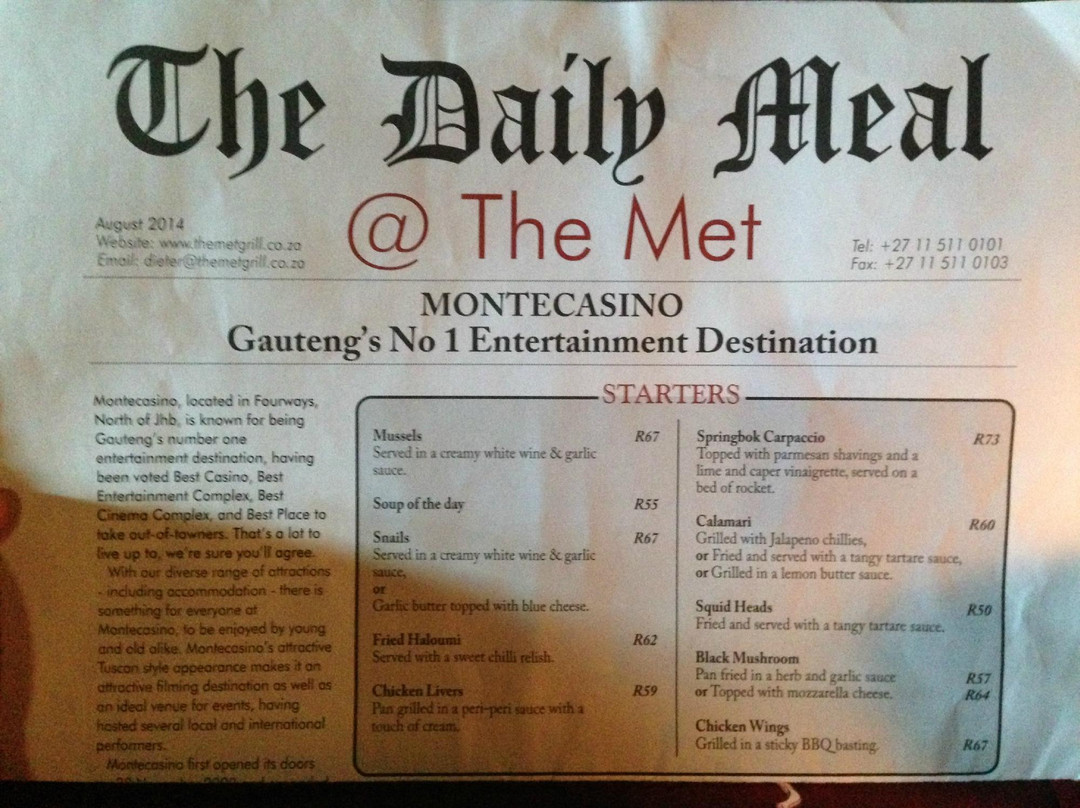 The Daily Meal
@ The Met
August 2014
Website: www.themetgrill.co.za
Email: dieter@themetgrill.co.za
Tel: +27 11 511 0101
Fax: +27 11 511 0103
MONTECASINO
Gauteng's No 1 Entertainment Destination
Montecasino, located in Fourways,
North of Jhb, is known for being
Gauteng's number one
entertainment destination, having
been voted Best Casino, Best
Entertainment Complex, Best
Cinema Complex, and Best Place to
take out-of-towners. That's a lot to
live up to, we're sure you'll agree.
With our diverse range of attractions
- including accommodation - there is
something for everyone at
Montecasino, to be enjoyed by young
and old alike. Montecasino's attractive
Tuscan style appearance makes it an
attractive filming destination as well as
an ideal venue for events, having
hosted several local and international
performers.
Montecasino first opened its doors
STARTERS
Mussels R67
Served in a creamy white wine & garlic
sauce.
Soup of the day R55
Snails R67
Served in a creamy white wine & garlic
sauce,
or
Garlic butter topped with blue cheese.
Fried Haloumi R62
Served with a sweet chilli relish.
Chicken Livers R59
Pan grilled in a peri-peri sauce with a
touch of cream.
Springbok Carpaccio R73
Topped with parmesan shavings and a
lime and caper vinaigrette, served on a
bed of rocket.
Calamari R60
Grilled with Jalapeno chillies,
or Fried and served with a tangy tartare sauce,
or Grilled in a lemon butter sauce.
Squid Heads R50
Fried and served with a tangy tartare sauce.
Black Mushroom
Pan fried in a herb and garlic sauce R57
or Topped with mozzarella cheese. R64
Chicken Wings
Grilled in a sticky BBQ basting. R67